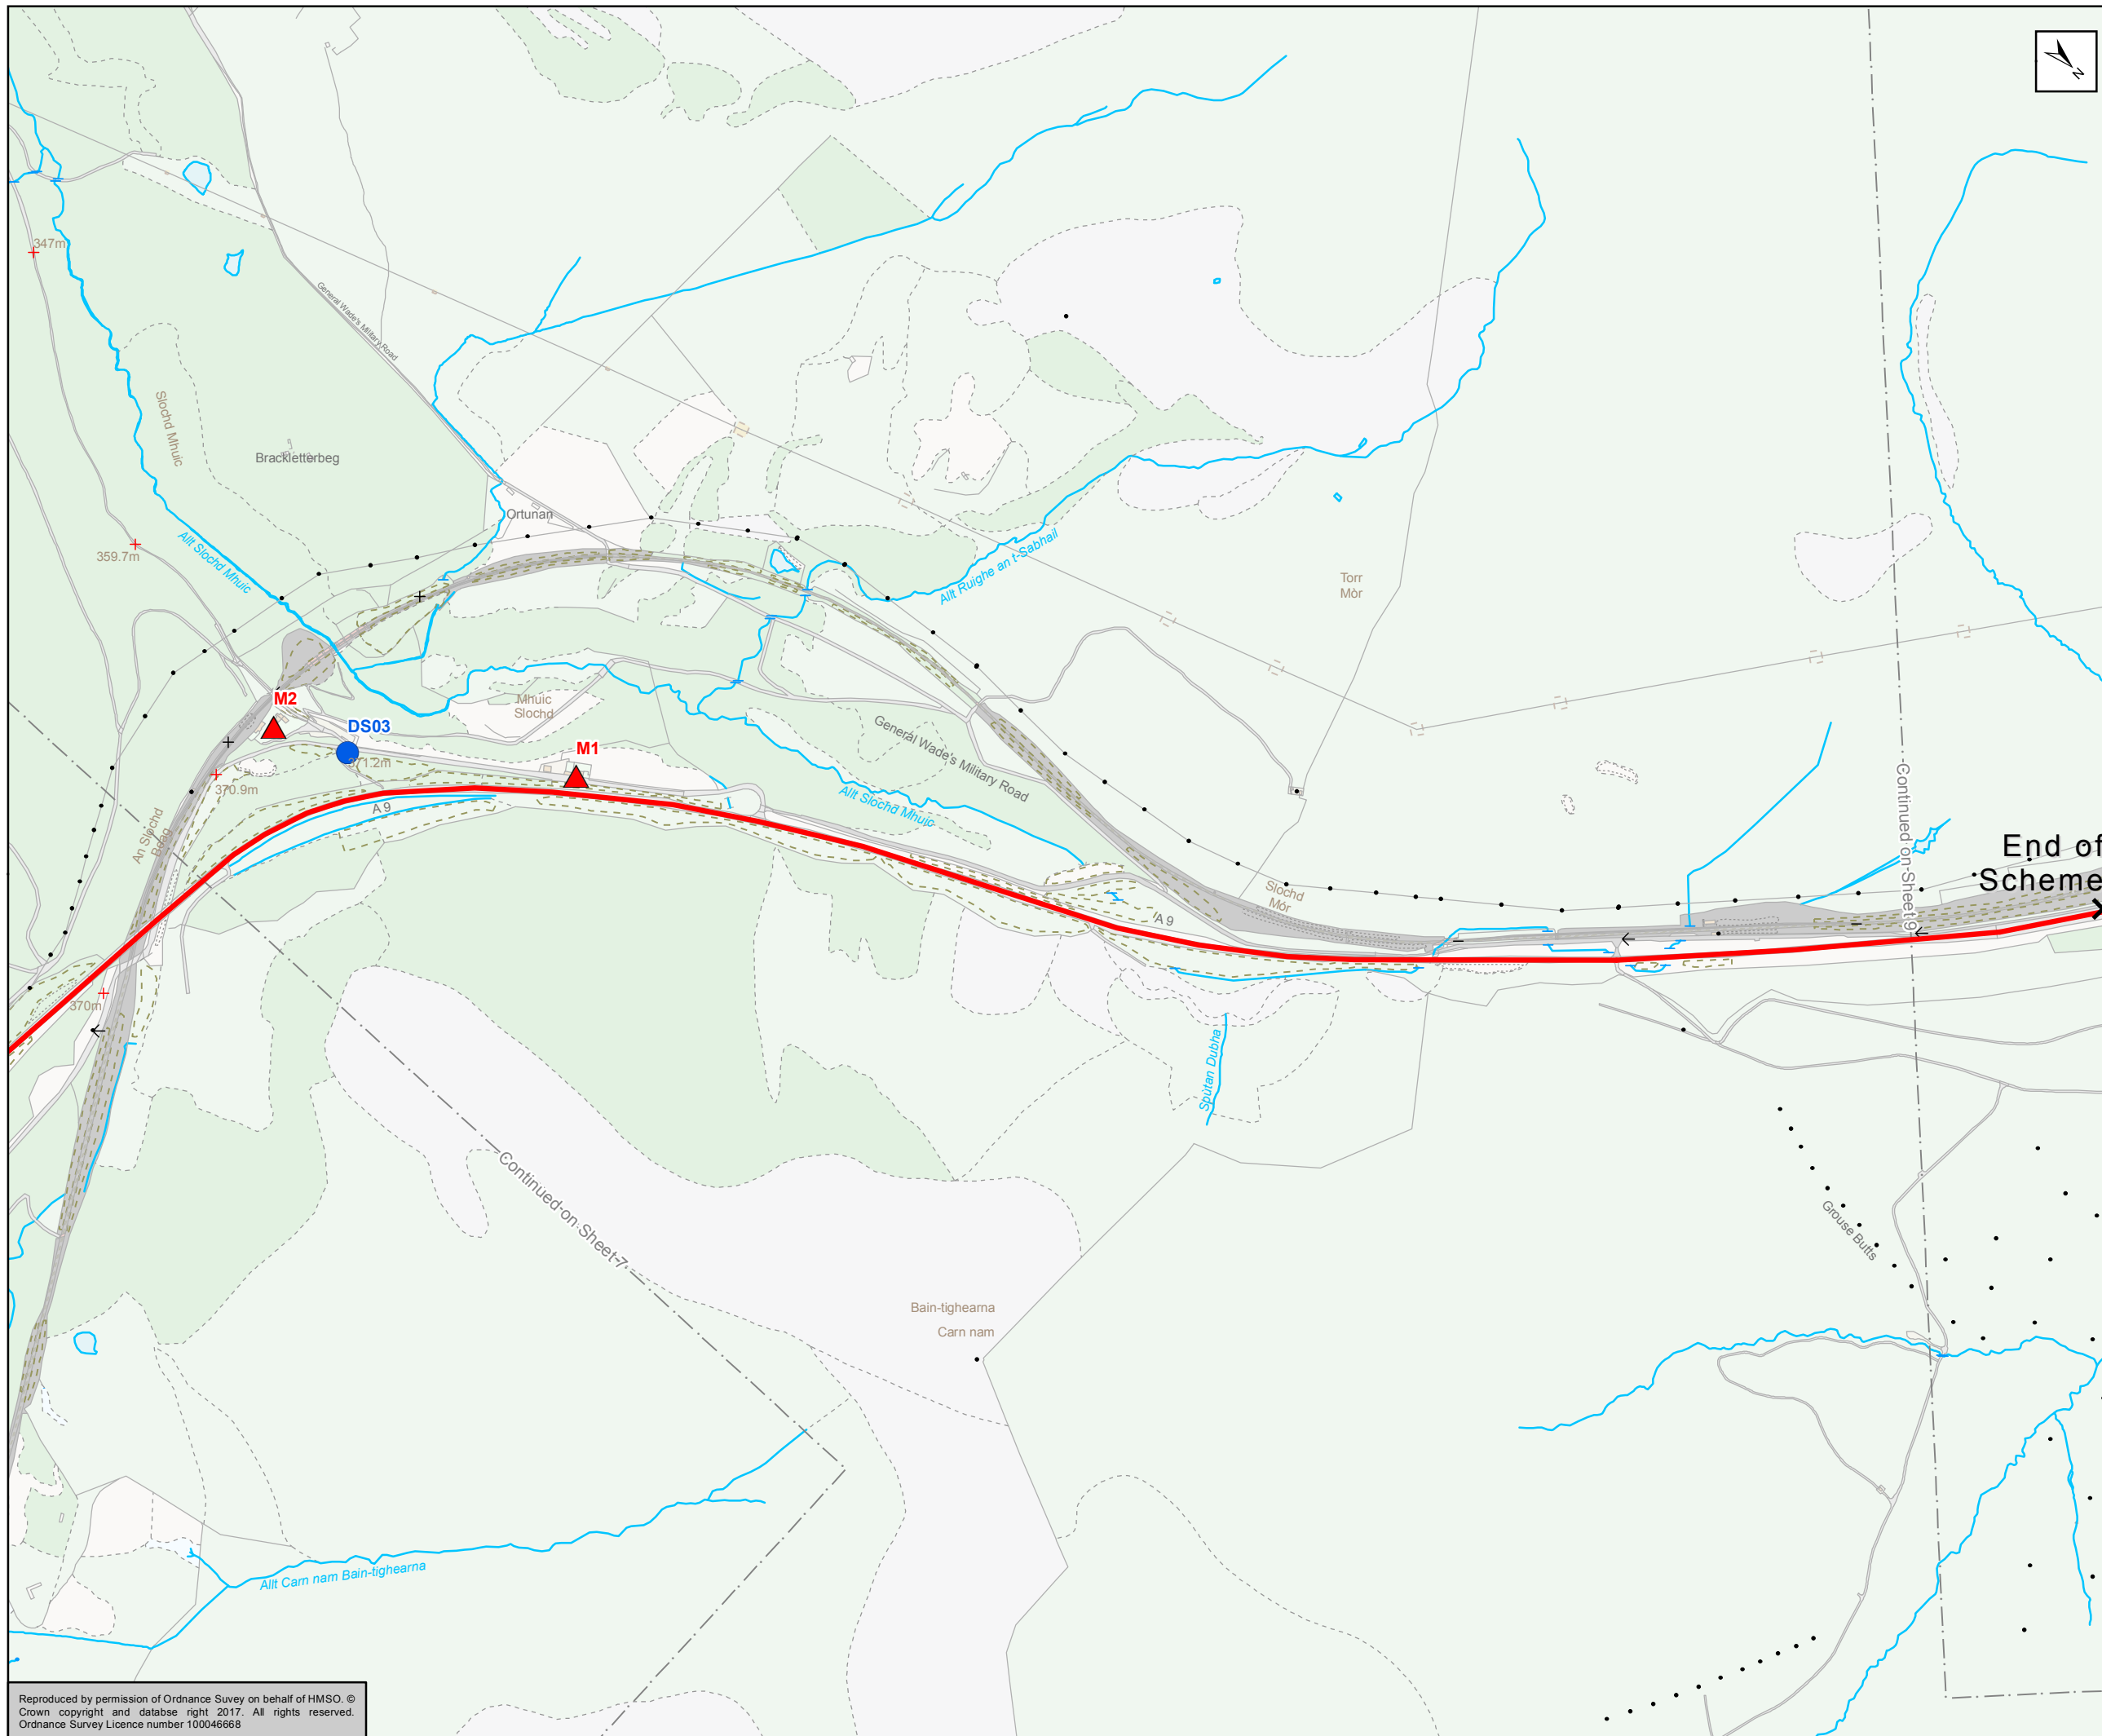 N
347m
General Wade's Military Road
Slochd Mhuic
Brackletterbeg
Ortunan
359.7m
Allt Slochd Mhuic
Allt Ruighe an t-Sabhail
Torr
Mòr
M2
Mhuic
Slochd
DS03
M1
371.2m
General Wade's Military Road
370.9m
A 9
Allt Slochd Mhuic
An Slochd
Beag
Continued on Sheet 9
End of
Scheme
Slochd
Mór
A 9
370m
Spùtan Dubha
Continued on Sheet 7
Grouse Butts
Bain-tighearna
Carn nam
Allt Carn nam Bain-tighearna
Reproduced by permission of Ordnance Suvey on behalf of HMSO. ©
Crown copyright and databse right 2017. All rights reserved.
Ordnance Survey Licence number 100046668